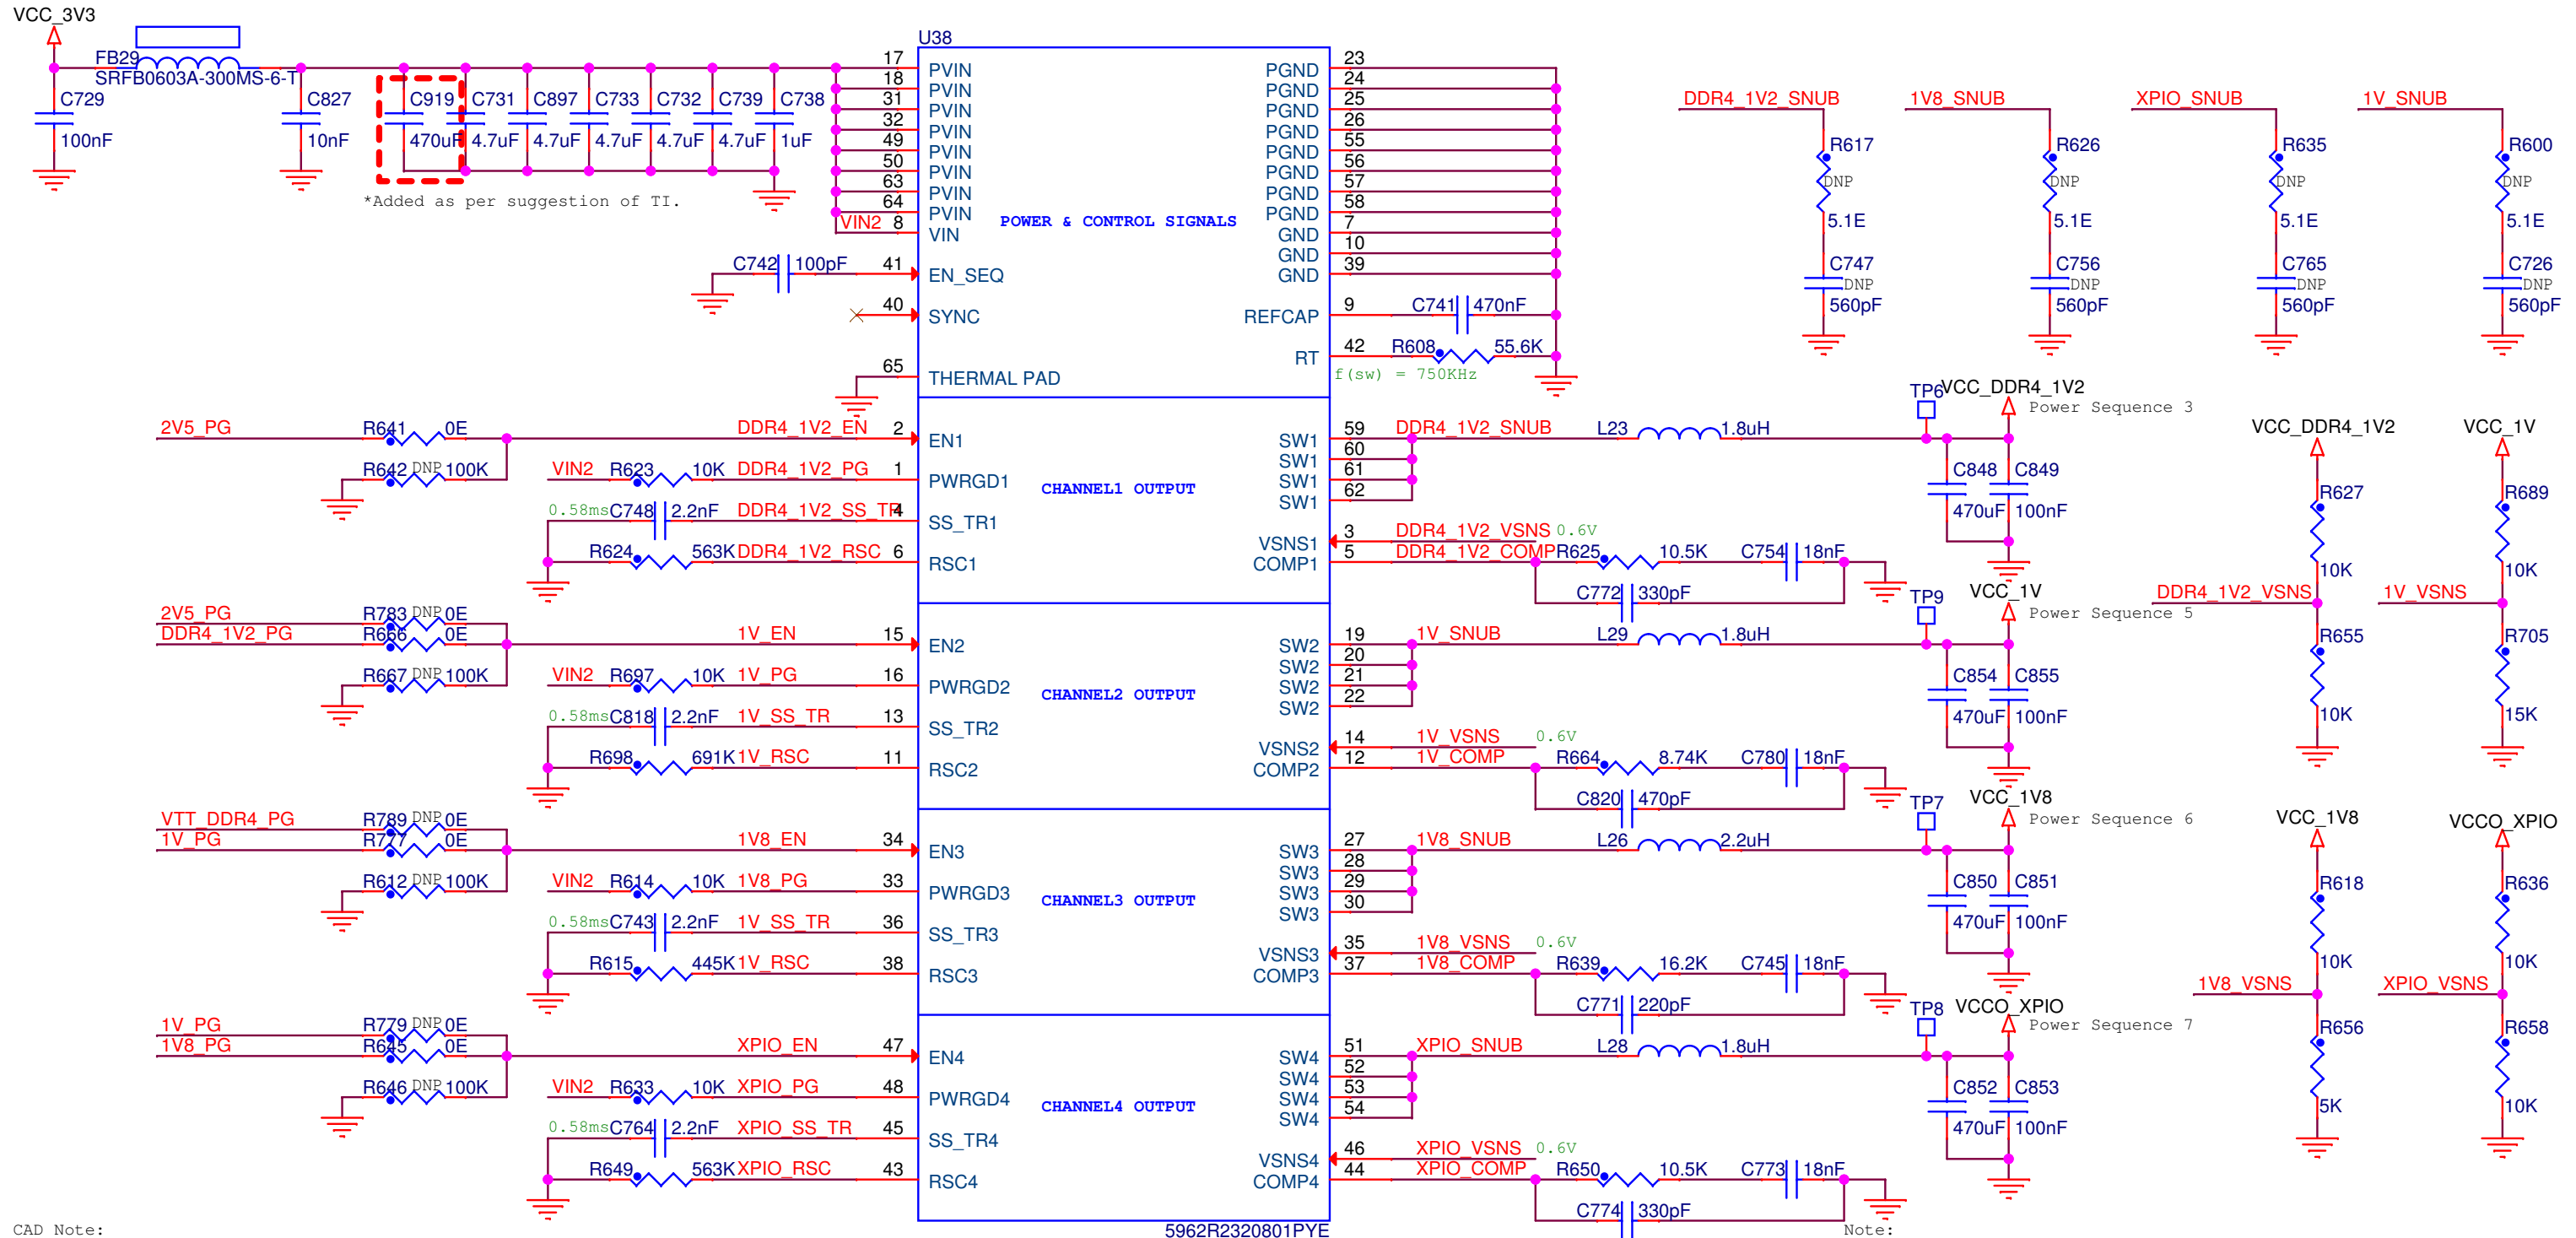 VCC_3V3
FB29
SRFB0603A-300MS-6-T
C729
100nF
C827
10nF
C919
470uF
C731
4.7uF
C897
4.7uF
C733
4.7uF
C732
4.7uF
C739
4.7uF
C738
1uF
*Added as per suggestion of TI.
U38
17 PVIN
18 PVIN
31 PVIN
32 PVIN
49 PVIN
50 PVIN
63 PVIN
64 PVIN
VIN2 8 VIN
C742 100pF 41 EN_SEQ
40 SYNC
65 THERMAL PAD
POWER & CONTROL SIGNALS
PGND 23
PGND 24
PGND 25
PGND 26
PGND 55
PGND 56
PGND 57
PGND 58
GND 7
GND 10
GND 39
REFCAP 9 C741 470nF
RT 42 R608 55.6K
f(sw) = 750KHz
DDR4_1V2_SNUB
R617
DNP
5.1E
C747
DNP
560pF
1V8_SNUB
R626
DNP
5.1E
C756
DNP
560pF
XPIO_SNUB
R635
DNP
5.1E
C765
DNP
560pF
1V_SNUB
R600
DNP
5.1E
C726
DNP
560pF
2V5_PG R641 0E DDR4_1V2_EN 2 EN1
R642 DNP 100K
VIN2 R623 10K DDR4_1V2_PG 1 PWRGD1
0.58ms C748 2.2nF DDR4_1V2_SS_TR 4 SS_TR1
R624 563K DDR4_1V2_RSC 6 RSC1
CHANNEL1 OUTPUT
SW1 59 DDR4_1V2_SNUB L23 1.8uH
SW1 60
SW1 61
SW1 62
VSNS1 3 DDR4_1V2_VSNS 0.6V
COMP1 5 DDR4_1V2_COMP R625 10.5K C754 18nF
C772 330pF
TP6 VCC_DDR4_1V2
Power Sequence 3
C848 C849
470uF 100nF
2V5_PG R783 DNP 0E
DDR4_1V2_PG R666 0E 1V_EN 15 EN2
R667 DNP 100K
VIN2 R697 10K 1V_PG 16 PWRGD2
0.58ms C818 2.2nF 1V_SS_TR 13 SS_TR2
R698 691K 1V_RSC 11 RSC2
CHANNEL2 OUTPUT
SW2 19 1V_SNUB L29 1.8uH
SW2 20
SW2 21
SW2 22
VSNS2 14 1V_VSNS 0.6V
COMP2 12 1V_COMP R664 8.74K C780 18nF
C820 470pF
TP9 VCC_1V
Power Sequence 5
C854 C855
470uF 100nF
VTT_DDR4_PG R789 DNP 0E
1V_PG R777 0E 1V8_EN 34 EN3
R612 DNP 100K
VIN2 R614 10K 1V8_PG 33 PWRGD3
0.58ms C743 2.2nF 1V_SS_TR 36 SS_TR3
R615 445K 1V_RSC 38 RSC3
CHANNEL3 OUTPUT
SW3 27 1V8_SNUB L26 2.2uH
SW3 28
SW3 29
SW3 30
VSNS3 35 1V8_VSNS 0.6V
COMP3 37 1V8_COMP R639 16.2K C745 18nF
C771 220pF
TP7 VCC_1V8
Power Sequence 6
C850 C851
470uF 100nF
1V_PG R779 DNP 0E
1V8_PG R645 0E XPIO_EN 47 EN4
R646 DNP 100K
VIN2 R633 10K XPIO_PG 48 PWRGD4
0.58ms C764 2.2nF XPIO_SS_TR 45 SS_TR4
R649 563K XPIO_RSC 43 RSC4
CHANNEL4 OUTPUT
SW4 51 XPIO_SNUB L28 1.8uH
SW4 52
SW4 53
SW4 54
VSNS4 46 XPIO_VSNS 0.6V
COMP4 44 XPIO_COMP R650 10.5K C773 18nF
C774 330pF
TP8 VCCO_XPIO
Power Sequence 7
C852 C853
470uF 100nF
5962R2320801PYE
VCC_DDR4_1V2
R627
10K
DDR4_1V2_VSNS
R655
10K
VCC_1V
R689
10K
1V_VSNS
R705
15K
VCC_1V8
R618
10K
1V8_VSNS
R656
5K
VCCO_XPIO
R636
10K
XPIO_VSNS
R658
10K
CAD Note:
Note: